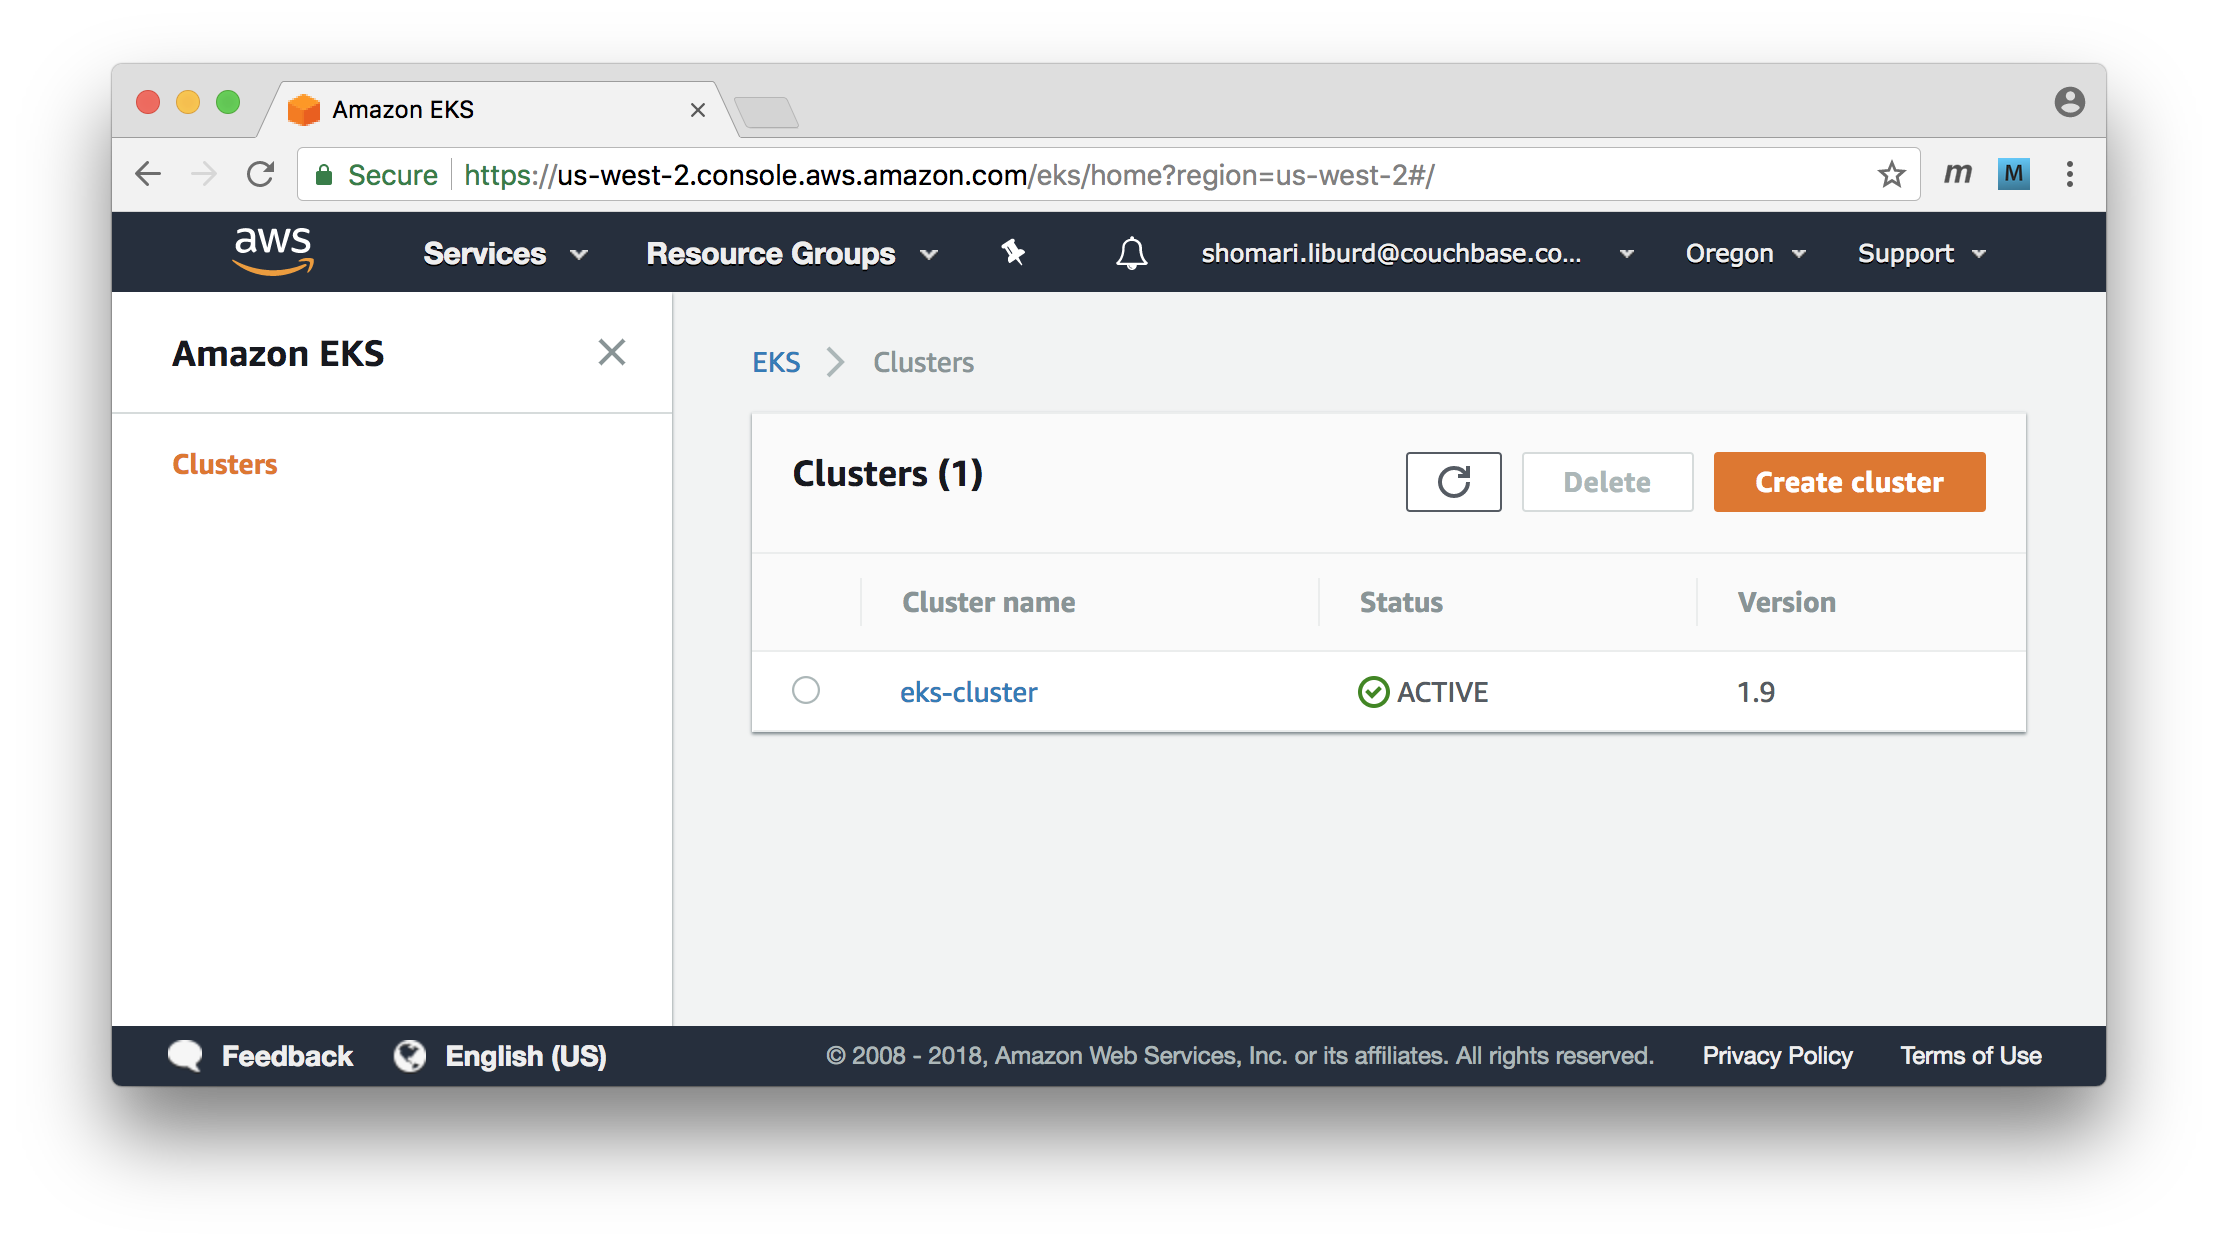 Amazon EKS
Secure https://us-west-2.console.aws.amazon.com/eks/home?region=us-west-2#/
m M
aws Services Resource Groups shomari.liburd@couchbase.co... Oregon Support
Amazon EKS
Clusters
EKS Clusters
Clusters (1) Delete Create cluster
Cluster name Status Version
eks-cluster ACTIVE 1.9
Feedback English (US) © 2008 - 2018, Amazon Web Services, Inc. or its affiliates. All rights reserved. Privacy Policy Terms of Use